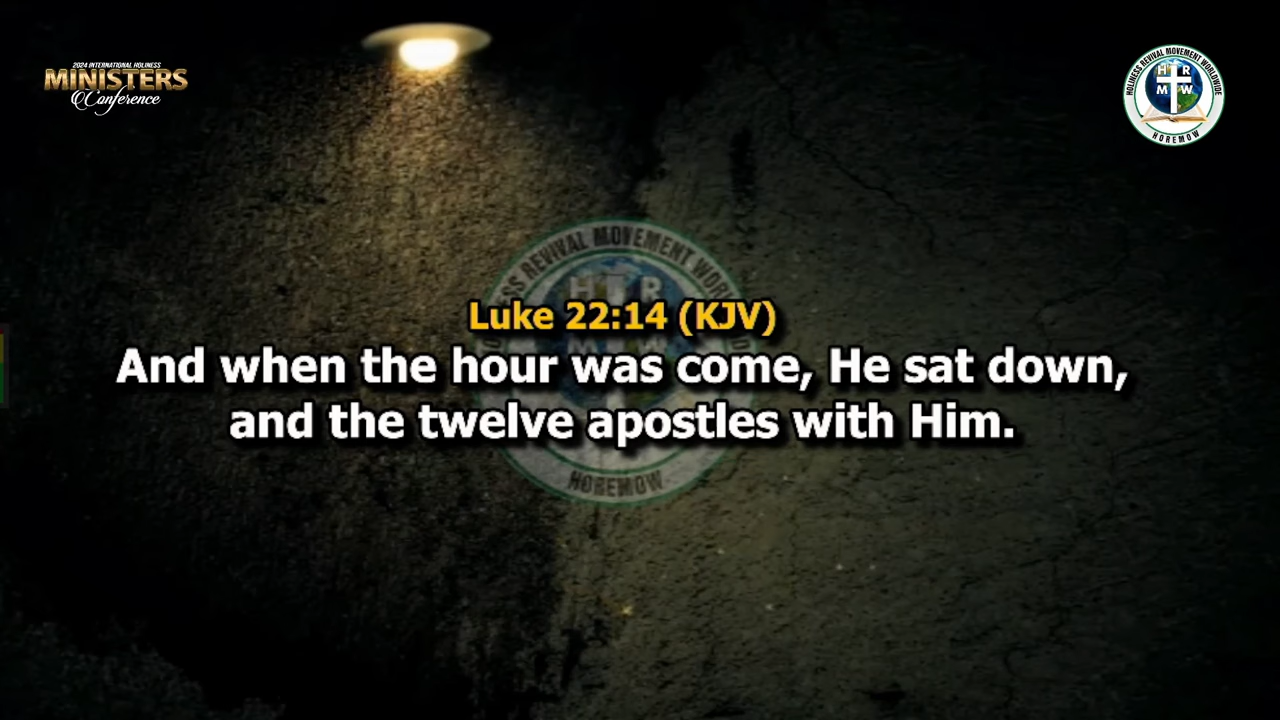 2024 INTERNATIONAL HOLINESS
MINISTERS
Conference
HOLINESS REVIVAL MOVEMENT WORLDWIDE
H R
M W
HOREMOW
Luke 22:14 (KJV)
And when the hour was come, He sat down,
and the twelve apostles with Him.
HOREMOW